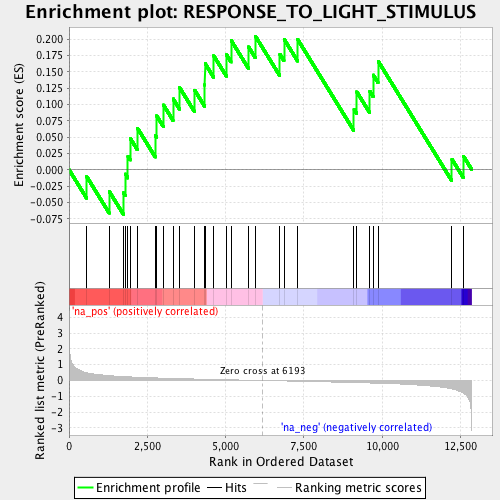 Enrichment plot: RESPONSE_TO_LIGHT_STIMULUS
Enrichment score (ES)
0.200
0.175
0.150
0.125
0.100
0.075
0.050
0.025
0.000
-0.025
-0.050
-0.075
'na_pos' (positively correlated)
Ranked list metric (PreRanked)
4
3
2
1
0
-1
-2
-3
Zero cross at 6193
'na_neg' (negatively correlated)
0 2,500 5,000 7,500 10,000 12,500
Rank in Ordered Dataset
Enrichment profile Hits Ranking metric scores